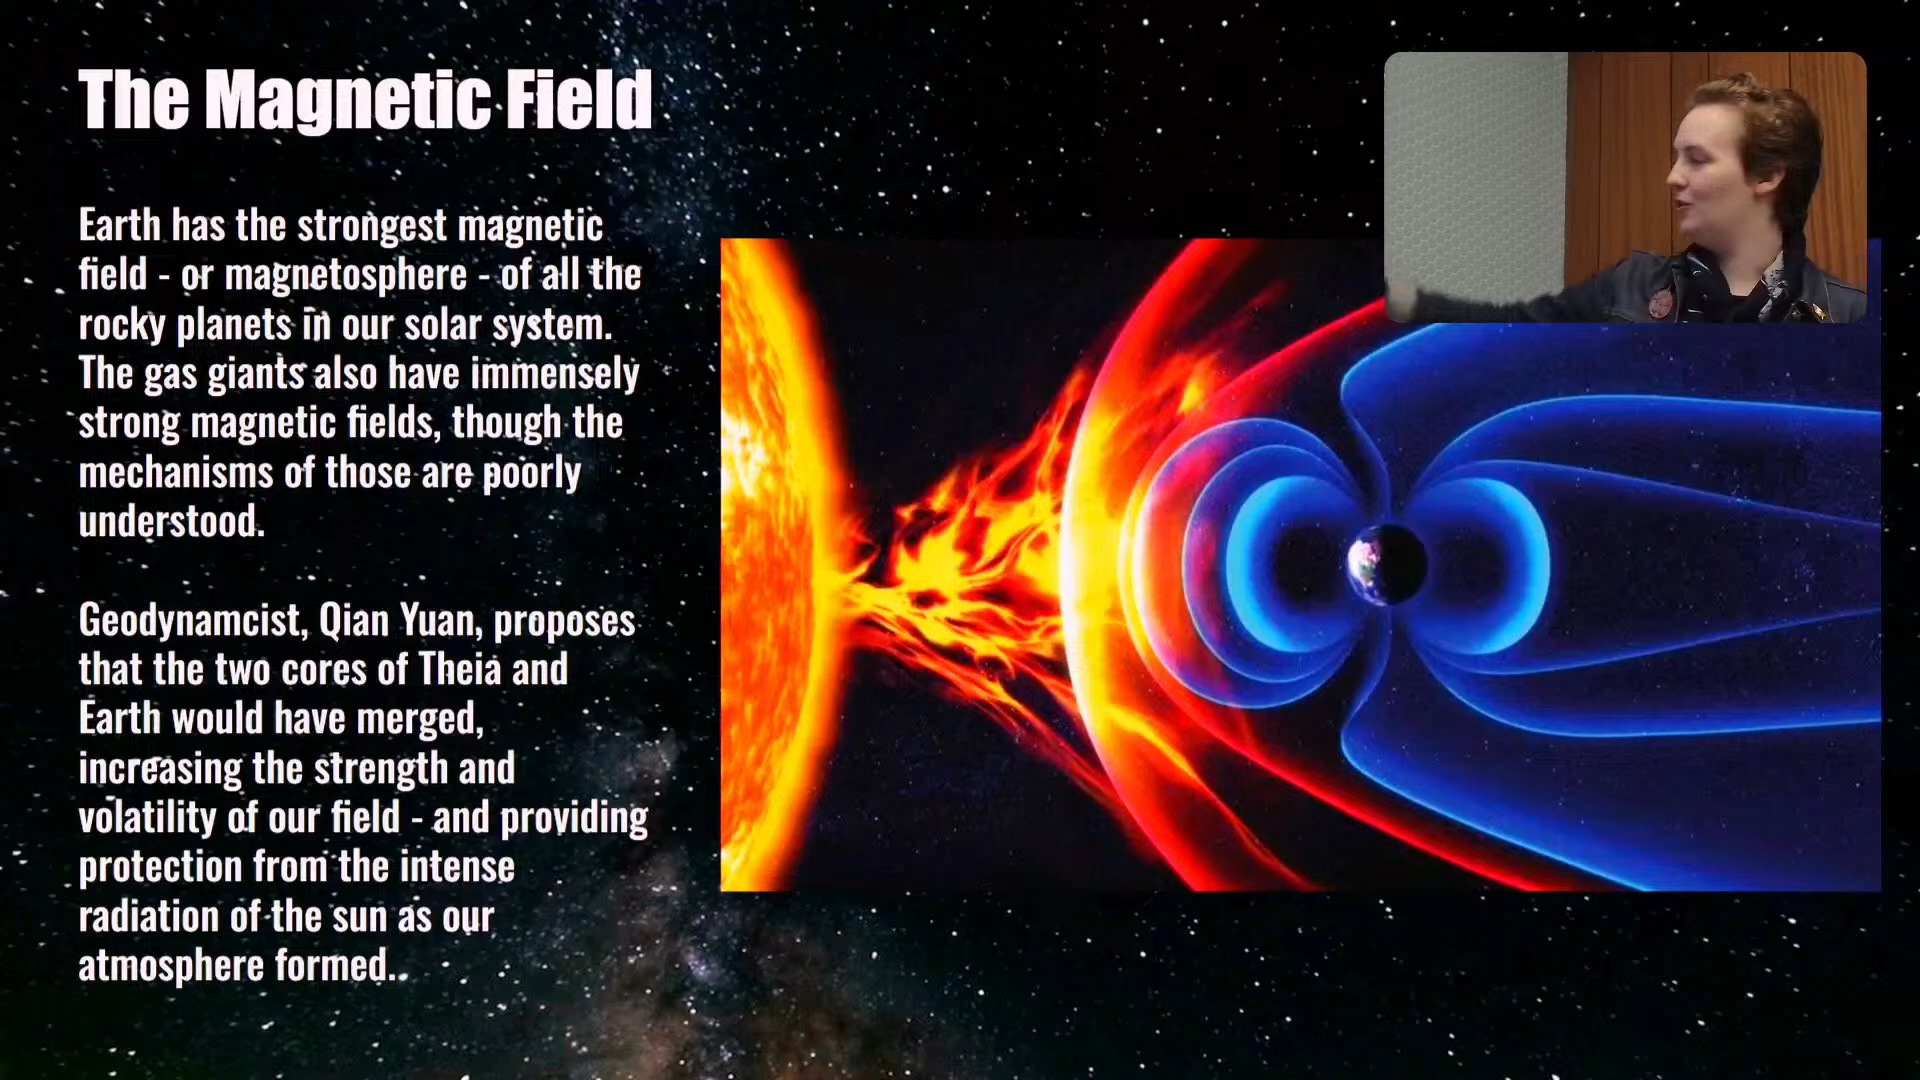 The Magnetic Field
Earth has the strongest magnetic
field - or magnetosphere - of all the
rocky planets in our solar system.
The gas giants also have immensely
strong magnetic fields, though the
mechanisms of those are poorly
understood.
Geodynamcist, Qian Yuan, proposes
that the two cores of Theia and
Earth would have merged,
increasing the strength and
volatility of our field - and providing
protection from the intense
radiation of the sun as our
atmosphere formed..